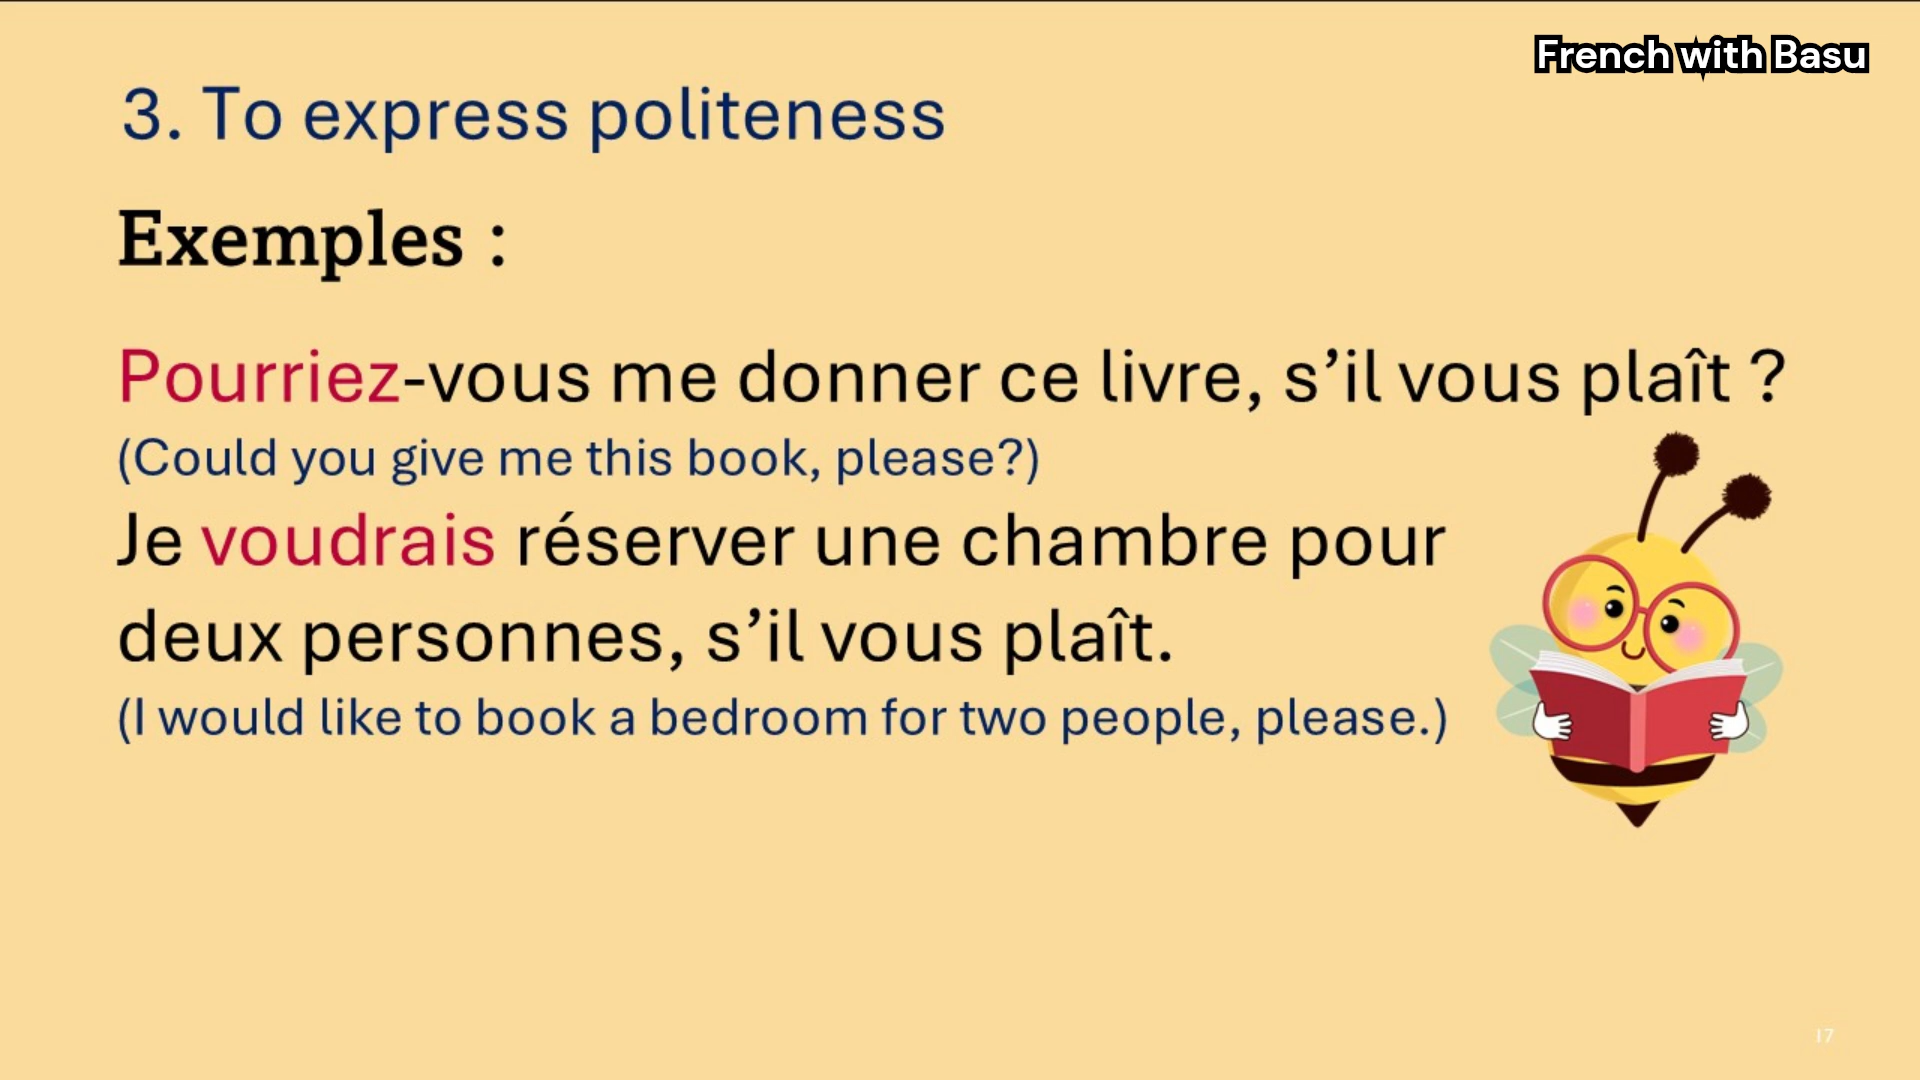 French with Basu
3. To express politeness
Exemples :
Pourriez-vous me donner ce livre, s’il vous plaît ?
(Could you give me this book, please?)
Je voudrais réserver une chambre pour
deux personnes, s’il vous plaît.
(I would like to book a bedroom for two people, please.)
17